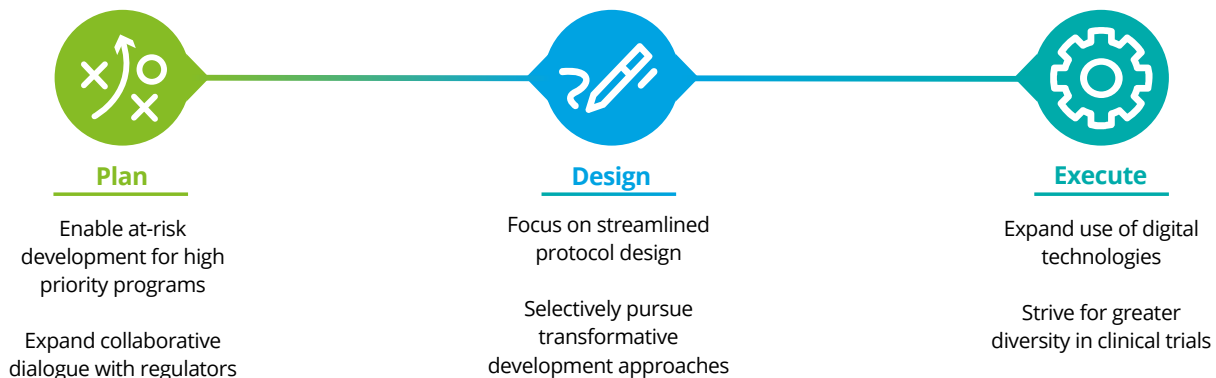 Plan
Enable at-risk
development for high
priority programs
Expand collaborative
dialogue with regulators
Design
Focus on streamlined
protocol design
Selectively pursue
transformative
development approaches
Execute
Expand use of digital
technologies
Strive for greater
diversity in clinical trials